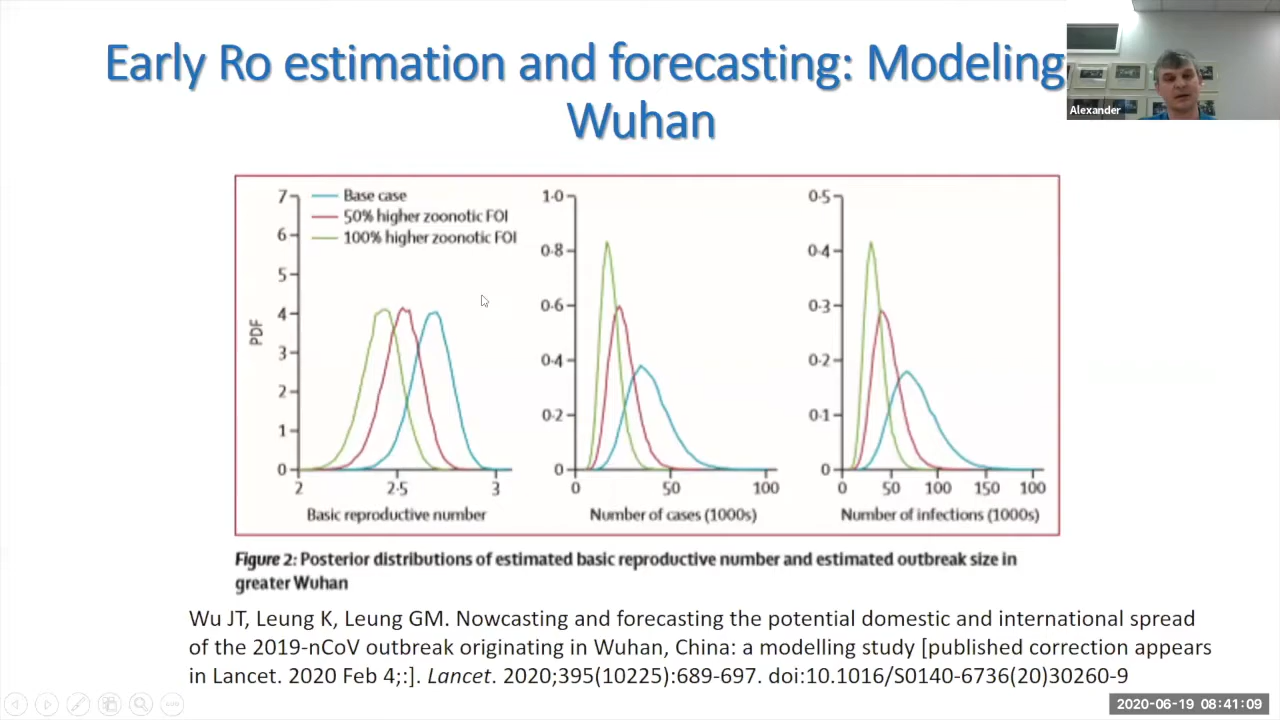 Early Ro estimation and forecasting: Modeling
Wuhan
Alexander
7
6
5
4
3
2
1
0
PDF
Base case
50% higher zoonotic FOI
100% higher zoonotic FOI
2
2·5
3
Basic reproductive number
1·0
0·8
0·6
0·4
0·2
0
0
50
100
Number of cases (1000s)
0·5
0·4
0·3
0·2
0·1
0
0
50
100
150
100
Number of infections (1000s)
Figure 2: Posterior distributions of estimated basic reproductive number and estimated outbreak size in
greater Wuhan
Wu JT, Leung K, Leung GM. Nowcasting and forecasting the potential domestic and international spread
of the 2019-nCoV outbreak originating in Wuhan, China: a modelling study [published correction appears
in Lancet. 2020 Feb 4;:]. Lancet. 2020;395(10225):689-697. doi:10.1016/S0140-6736(20)30260-9
2020-06-19 08:41:09